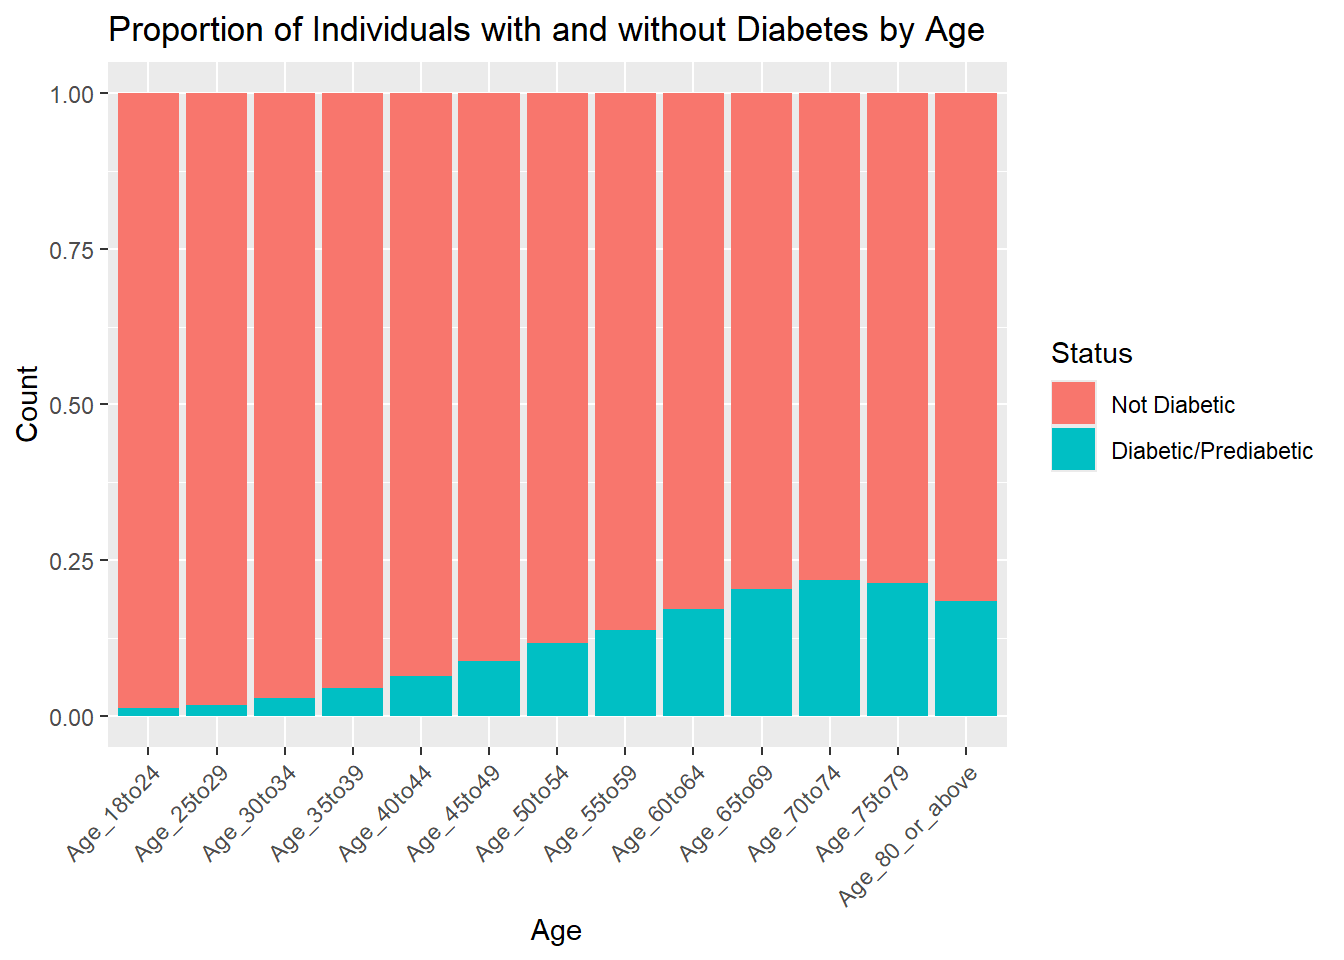 Proportion of Individuals with and without Diabetes by Age
1.00
0.75
0.50
0.25
0.00
Count
Age_18to24
Age_25to29
Age_30to34
Age_35to39
Age_40to44
Age_45to49
Age_50to54
Age_55to59
Age_60to64
Age_65to69
Age_70to74
Age_75to79
Age_80_or_above
Age
Status
Not Diabetic
Diabetic/Prediabetic